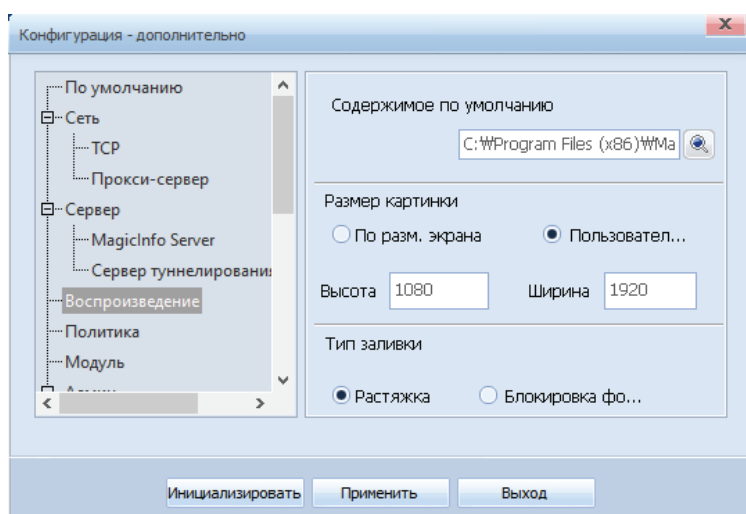 Конфигурация - дополнительно
X
По умолчанию
Сеть
TCP
Прокси-сервер
Сервер
MagicInfo Server
Сервер туннелирования
Воспроизведение
Политика
Модуль
Содержимое по умолчанию
C:₩Program Files (x86)₩Ma
Размер картинки
По разм. экрана
Пользовател...
Высота 1080 Ширина 1920
Тип заливки
Растяжка
Блокировка фо...
Инициализировать Применить Выход